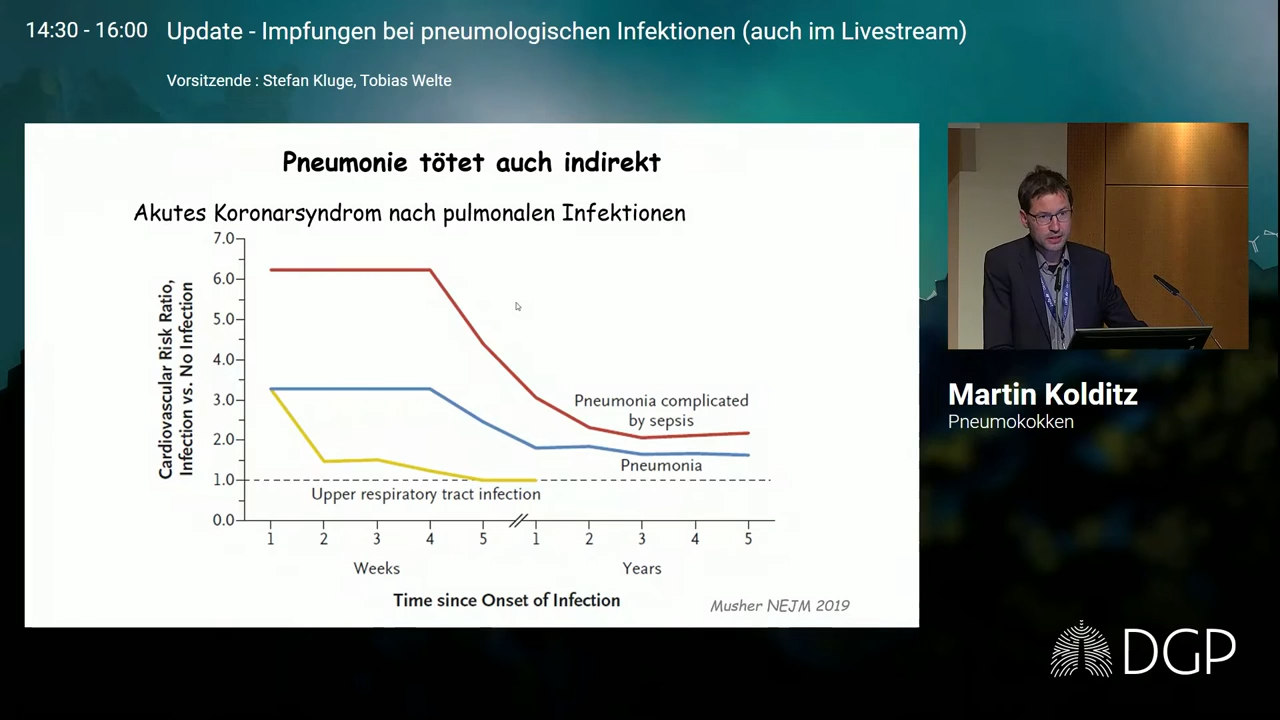 14:30 - 16:00 Update - Impfungen bei pneumologischen Infektionen (auch im Livestream)
Vorsitzende : Stefan Kluge, Tobias Welte
Pneumonie tötet auch indirekt
Akutes Koronarsyndrom nach pulmonalen Infektionen
Cardiovascular Risk Ratio,
Infection vs. No Infection
7.0
6.0
5.0
4.0
3.0
2.0
1.0
0.0
Pneumonia complicated
by sepsis
Pneumonia
Upper respiratory tract infection
1 2 3 4 5 1 2 3 4 5
Weeks Years
Time since Onset of Infection
Musher NEJM 2019
Martin Kolditz
Pneumokokken
DGP